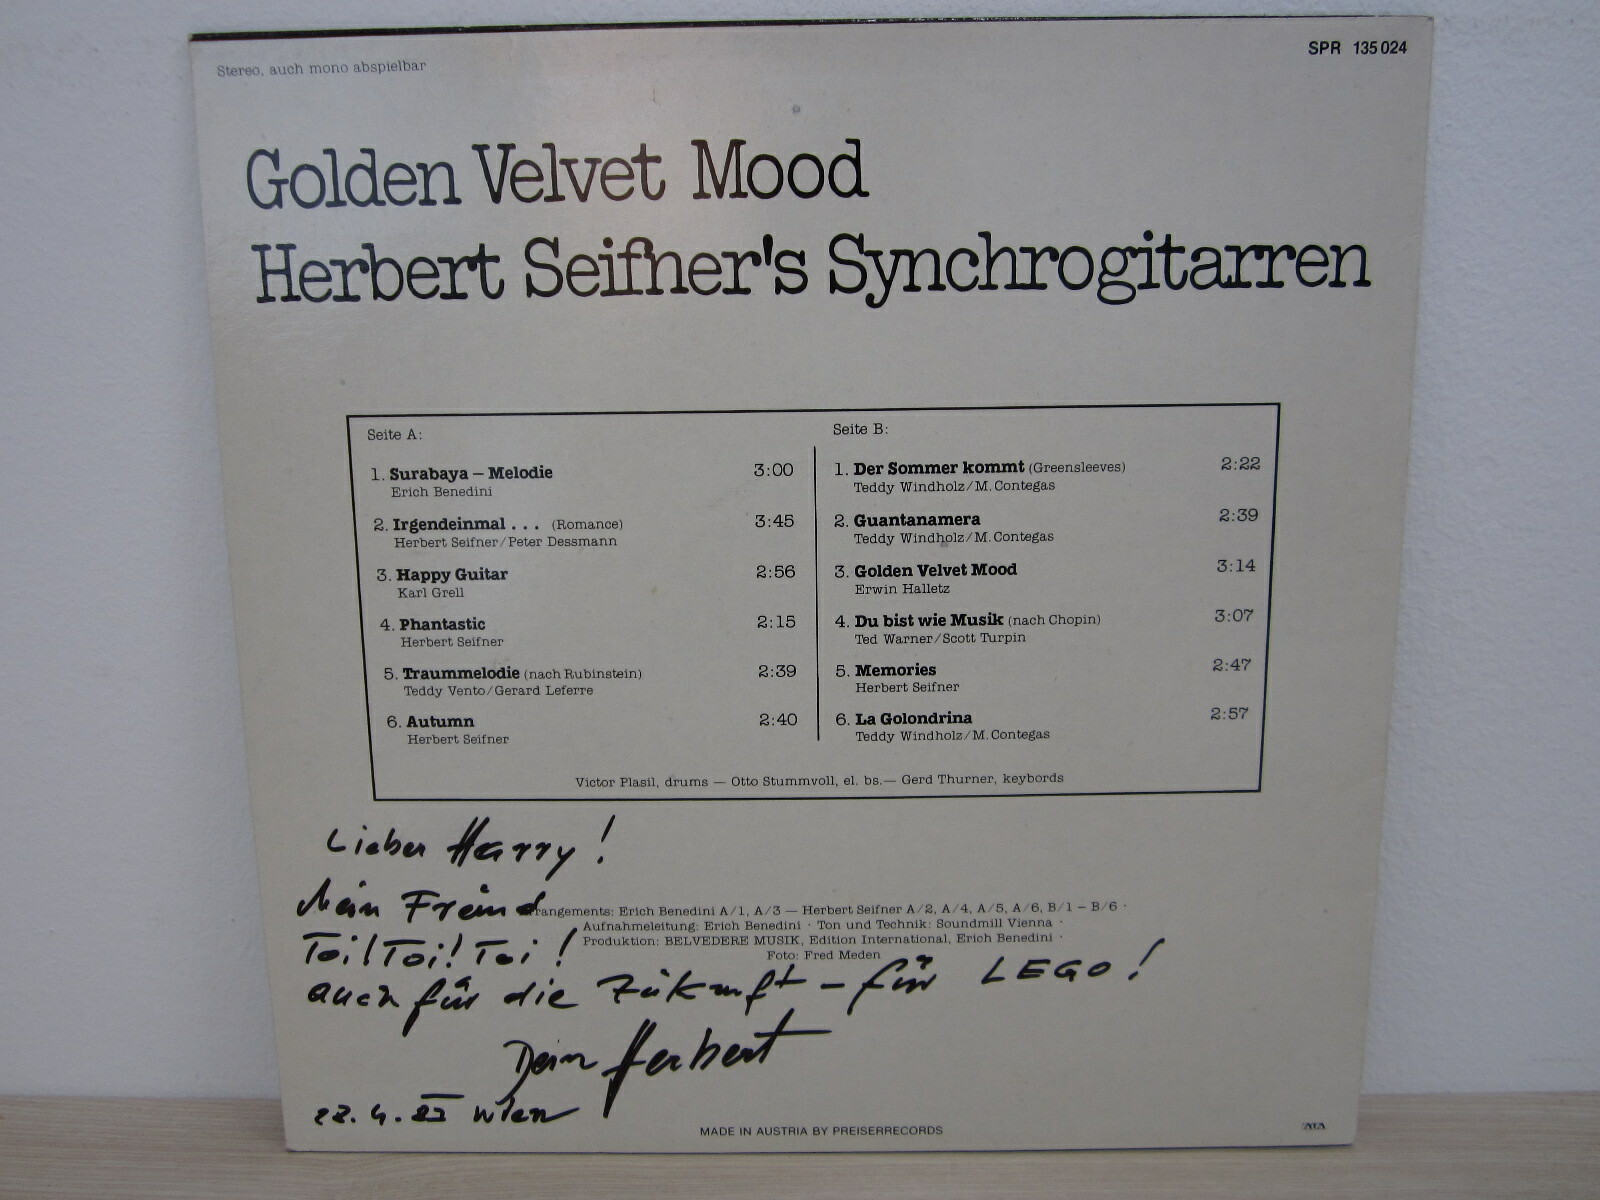 Stereo, auch mono abspielbar
SPR 135 024
Golden Velvet Mood
Herbert Seifner's Synchrogitarren
Seite A:
1. Surabaya – Melodie 3:00
Erich Benedini
2. Irgendeinmal . . . (Romance) 3:45
Herbert Seifner/Peter Dessmann
3. Happy Guitar 2:56
Karl Grell
4. Phantastic 2:15
Herbert Seifner
5. Traummelodie (nach Rubinstein) 2:39
Teddy Vento/Gerard Leferre
6. Autumn 2:40
Herbert Seifner
Seite B:
1. Der Sommer kommt (Greensleeves) 2:22
Teddy Windholz/M. Contegas
2. Guantanamera 2:39
Teddy Windholz/M. Contegas
3. Golden Velvet Mood 3:14
Erwin Halletz
4. Du bist wie Musik (nach Chopin) 3:07
Ted Warner/Scott Turpin
5. Memories 2:47
Herbert Seifner
6. La Golondrina 2:57
Teddy Windholz/M. Contegas
Victor Plasil, drums — Otto Stummvoll, el. bs.— Gerd Thurner, keybords
Lieber Harry!
Mein Freund
Arrangements: Erich Benedini A/1, A/3 — Herbert Seifner A/2, A/4, A/5, A/6, B/1 – B/6 ·
Aufnahmeleitung: Erich Benedini · Ton und Technik: Soundmill Vienna ·
Produktion: BELVEDERE MUSIK, Edition International, Erich Benedini ·
Foto: Fred Meden
Toi! Toi! Toi!
auch für die Zukunft – für LEGO!
Dein Herbert
4. Wien
MADE IN AUSTRIA BY PREISERRECORDS